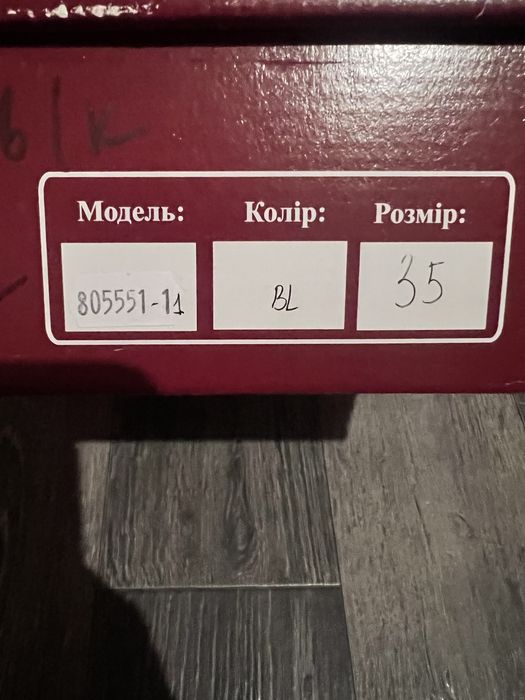 в/к
Модель: Колір: Розмір:
805551-11 BL 35